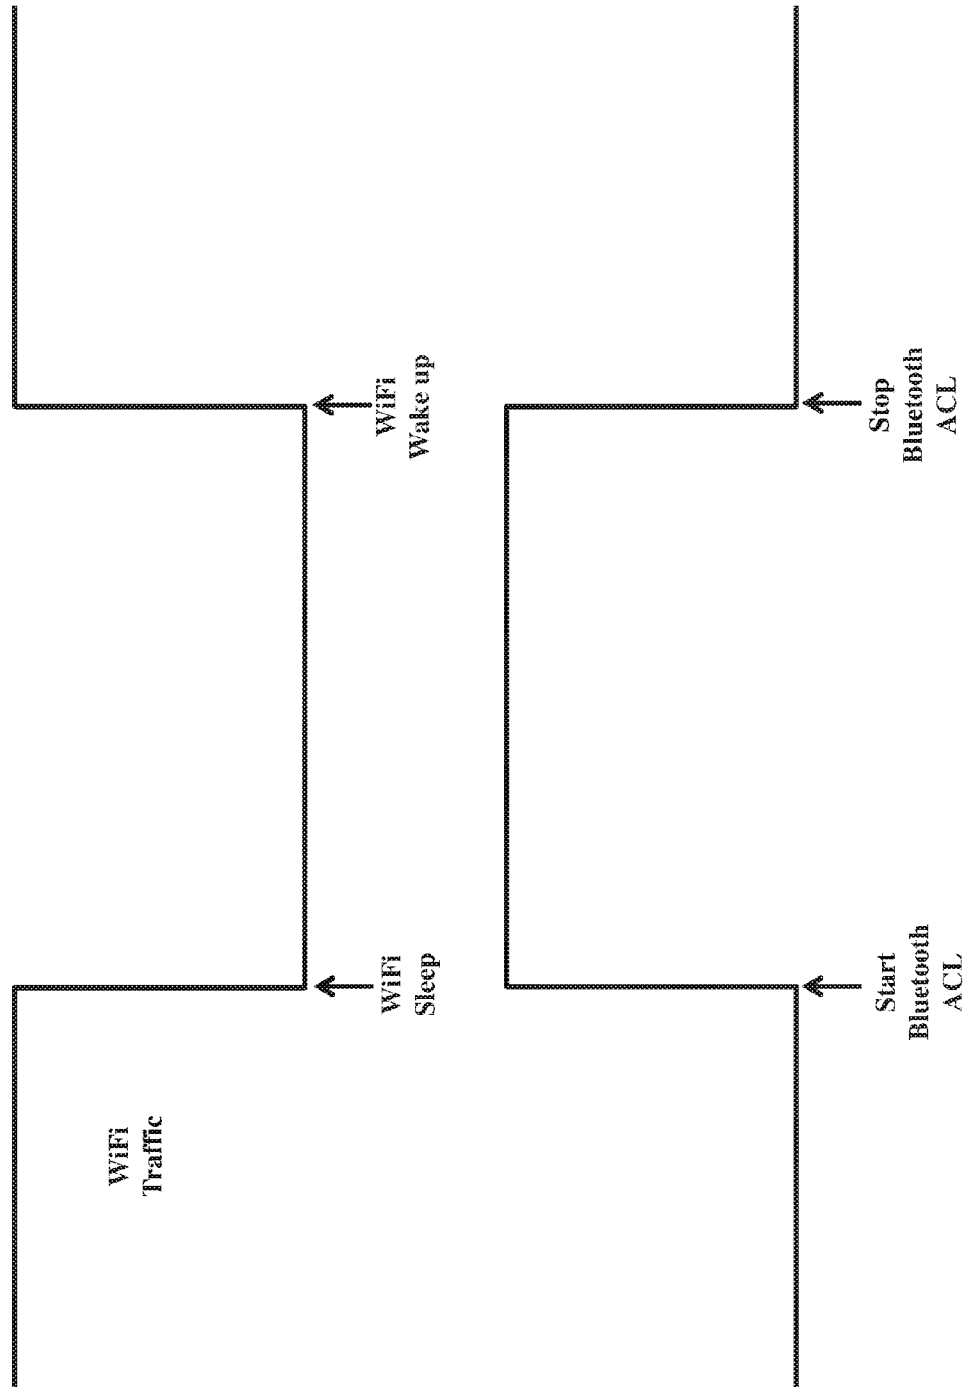 WiFi
Traffic
WiFi
Sleep
WiFi
Wake up
Start
Bluetooth
ACL
Stop
Bluetooth
ACL